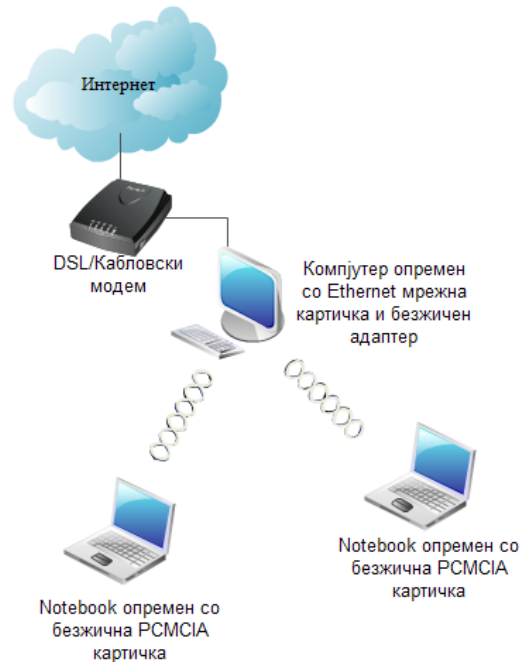 Интернет
DSL/Кабловски
модем
Компјутер опремен
со Ethernet мрежна
картичка и безжичен
адаптер
Notebook опремен со
безжична PCMCIA
картичка
Notebook опремен со
безжична PCMCIA
картичка